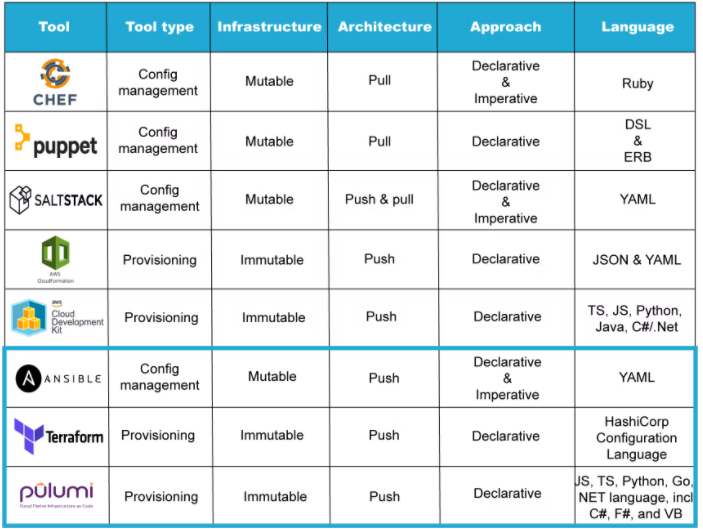 Tool Tool type Infrastructure Architecture Approach Language
CHEF
Config
management
Mutable
Pull
Declarative
&
Imperative
Ruby
puppet
Config
management
Mutable
Pull
Declarative
DSL
&
ERB
SALTSTACK
Config
management
Mutable
Push & pull
Declarative
&
Imperative
YAML
AWS
Cloudformation
Provisioning
Immutable
Push
Declarative
JSON & YAML
aws
Cloud
Development
Kit
Provisioning
Immutable
Push
Declarative
TS, JS, Python,
Java, C#/.Net
A ANSIBLE
Config
management
Mutable
Push
Declarative
&
Imperative
YAML
Terraform
Provisioning
Immutable
Push
Declarative
HashiCorp
Configuration
Language
pulumi
Cloud Native Infrastructure as Code
Provisioning
Immutable
Push
Declarative
JS, TS, Python, Go,
NET language, incl
C#, F#, and VB